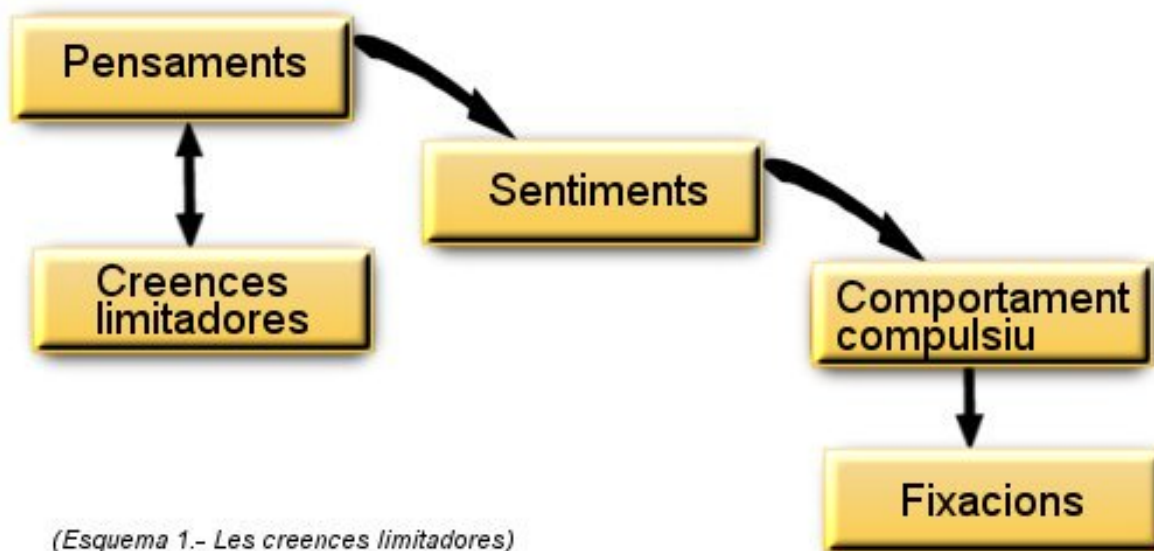 Pensaments
Sentiments
Creences
limitadores
Comportament
compulsiu
Fixacions
(Esquema 1.- Les creences limitadores)